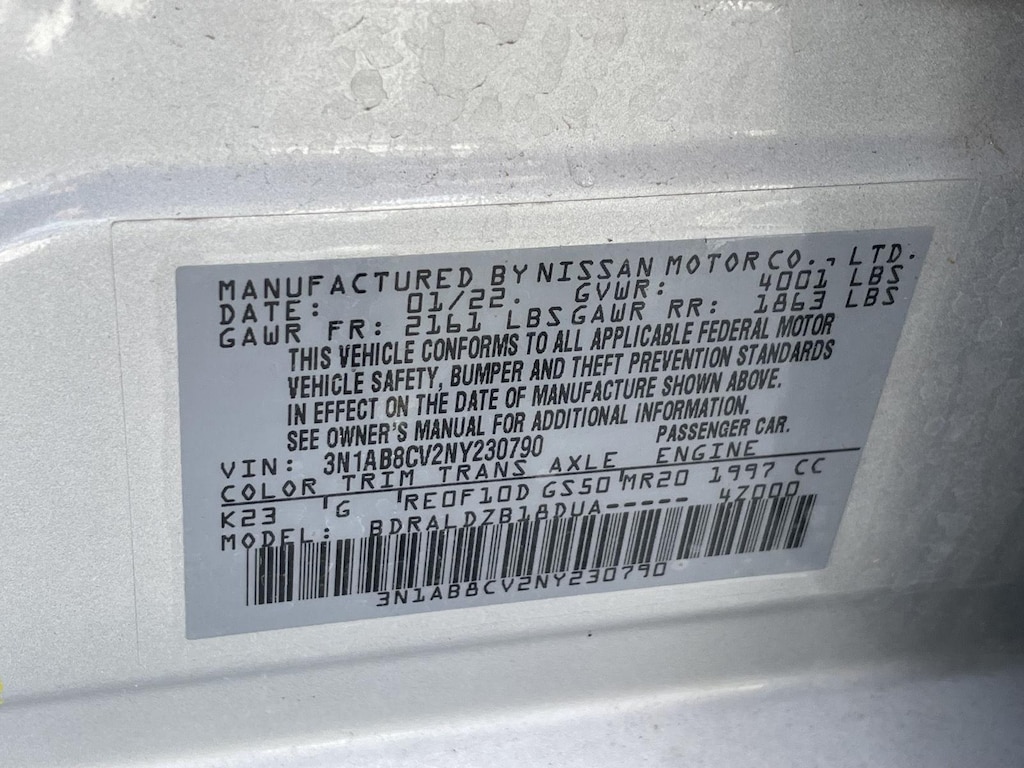 MANUFACTURED BY NISSAN MOTOR CO., LTD.
DATE: 01/22. GVWR: 4001 LBS
GAWR FR: 2161 LBS GAWR RR: 1863 LBS
THIS VEHICLE CONFORMS TO ALL APPLICABLE FEDERAL MOTOR
VEHICLE SAFETY, BUMPER AND THEFT PREVENTION STANDARDS
IN EFFECT ON THE DATE OF MANUFACTURE SHOWN ABOVE.
SEE OWNER'S MANUAL FOR ADDITIONAL INFORMATION.
VIN: 3N1AB8CV2NY230790 PASSENGER CAR.
COLOR TRIM TRANS AXLE ENGINE
K23 G RE0F10D GS50 MR20 1997 CC
MODEL: BDRALDZB18DUA---- 47000
3N1AB8CV2NY230790